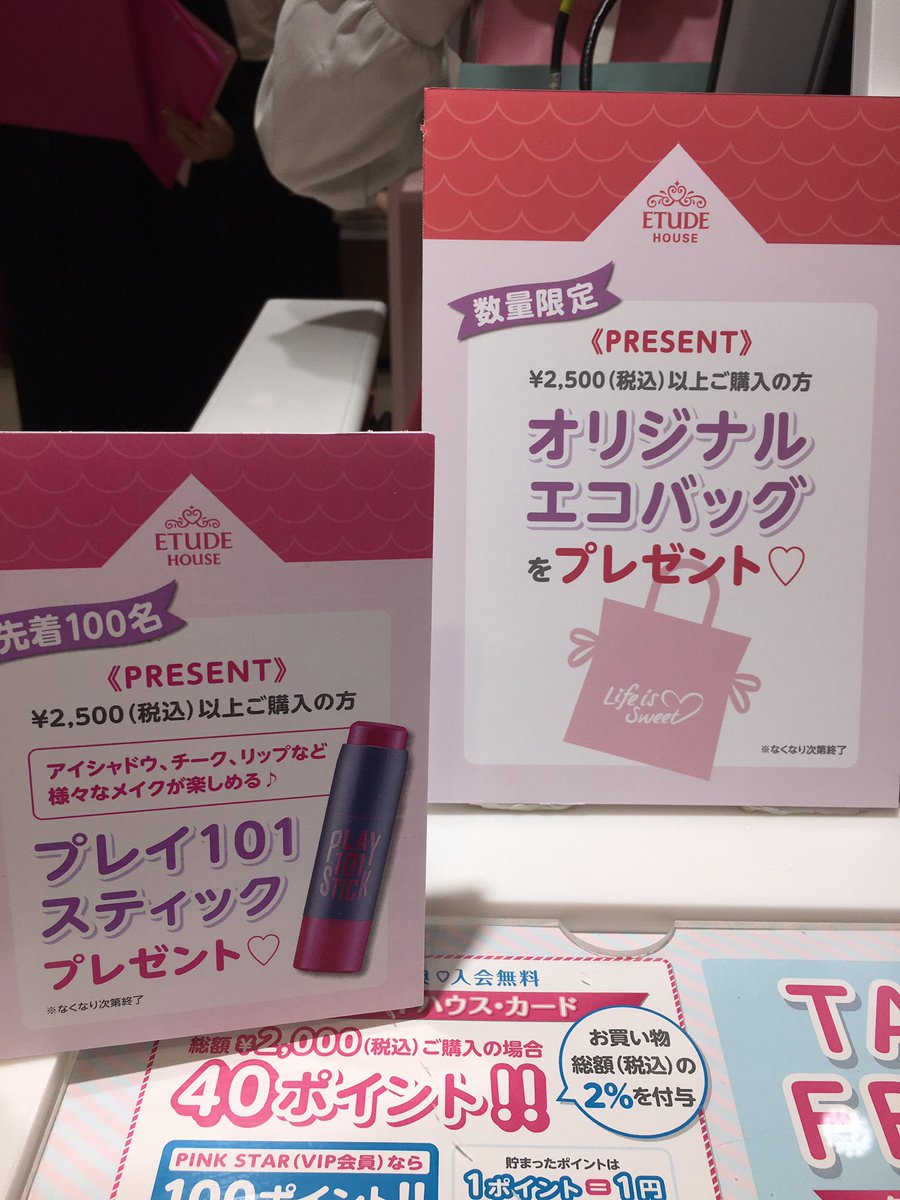 ETUDE
HOUSE
数量限定
《PRESENT》
¥2,500(税込)以上ご購入の方
オリジナル
エコバッグ
をプレゼント♡
Life is
Sweet
※なくなり次第終了
ETUDE
HOUSE
先着100名
《PRESENT》
¥2,500(税込)以上ご購入の方
アイシャドウ、チーク、リップなど
様々なメイクが楽しめる♪
プレイ101
スティック
プレゼント♡
PLAY
101
STICK
※なくなり次第終了
♡入会無料
ハウス・カード
総額¥2,000(税込)ご購入の場合
40ポイント!!
お買い物
総額(税込)の
2%を付与
PINK STAR(VIP会員)なら
100ポイント!!
貯まったポイントは
1ポイント=1円